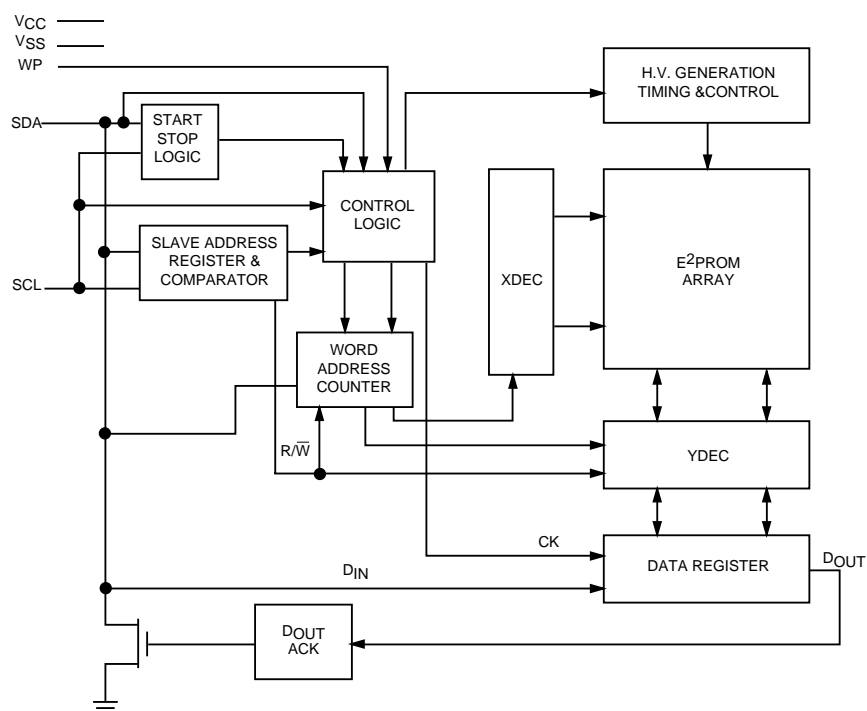 VCC
VSS
WP
SDA
START
STOP
LOGIC
H.V. GENERATION
TIMING &CONTROL
CONTROL
LOGIC
SLAVE ADDRESS
REGISTER &
COMPARATOR
SCL
XDEC
E²PROM
ARRAY
WORD
ADDRESS
COUNTER
R/W̅
YDEC
CK
DIN
DATA REGISTER
DOUT
DOUT
ACK